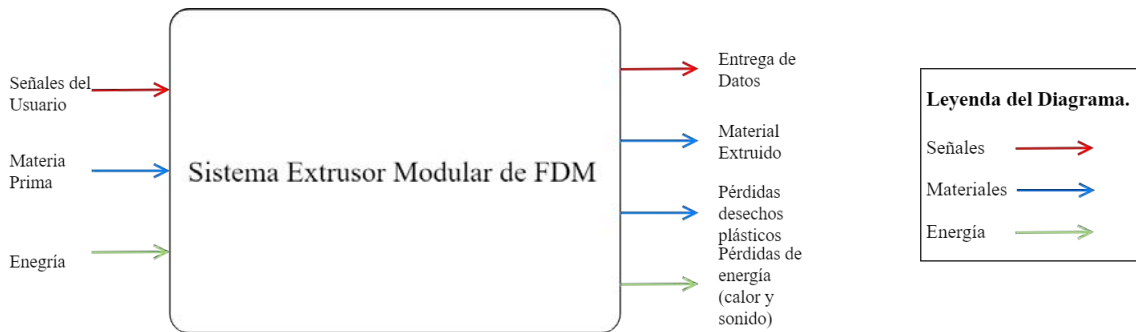 Señales del
Usuario
Materia
Prima
Enegría
Sistema Extrusor Modular de FDM
Entrega de
Datos
Material
Extruido
Pérdidas
desechos
plásticos
Pérdidas de
energía
(calor y
sonido)
Leyenda del Diagrama.
Señales
Materiales
Energía